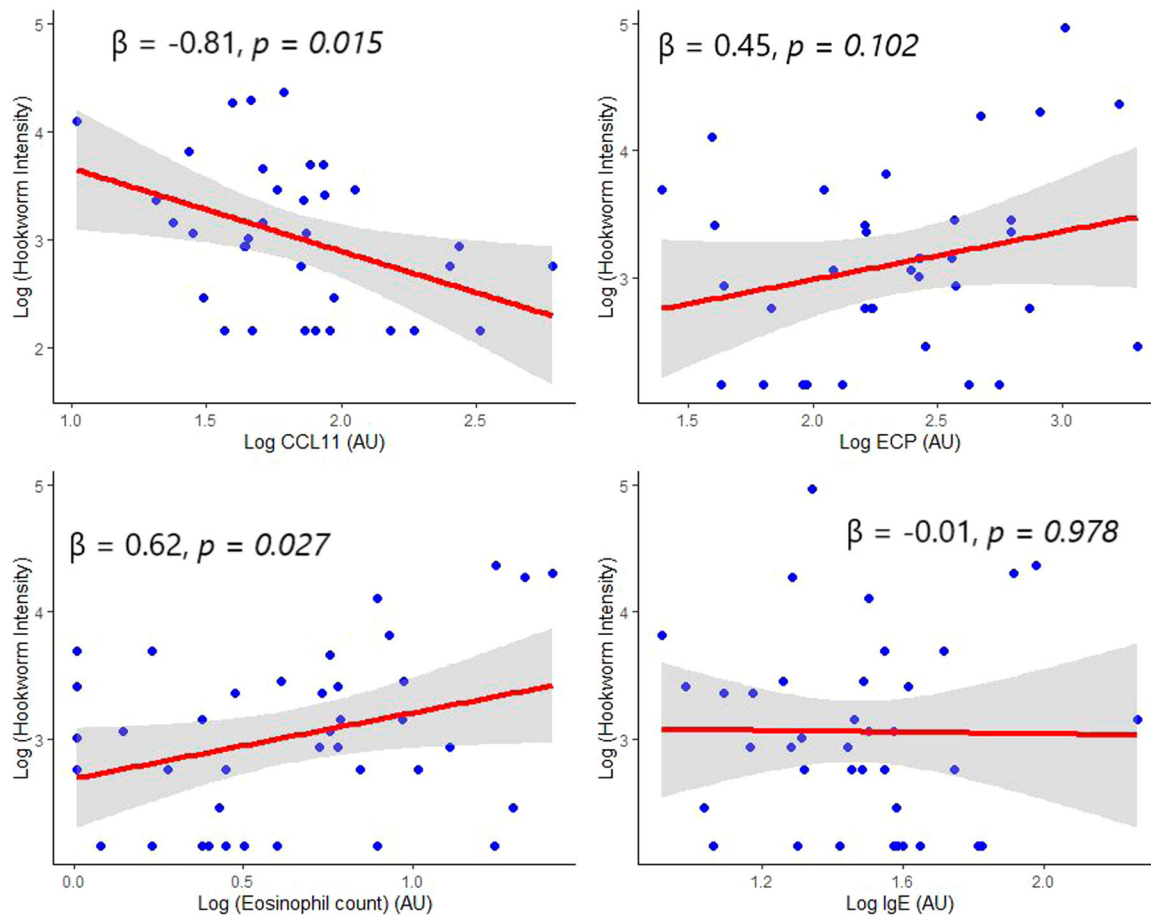 β = -0.81, p = 0.015
Log (Hookworm Intensity)
5
4
3
2
1.0 1.5 2.0 2.5
Log CCL11 (AU)
β = 0.45, p = 0.102
Log (Hookworm Intensity)
5
4
3
1.5 2.0 2.5 3.0
Log ECP (AU)
β = 0.62, p = 0.027
Log (Hookworm Intensity)
5
4
3
0.0 0.5 1.0
Log (Eosinophil count) (AU)
β = -0.01, p = 0.978
Log (Hookworm Intensity)
5
4
3
1.2 1.6 2.0
Log IgE (AU)